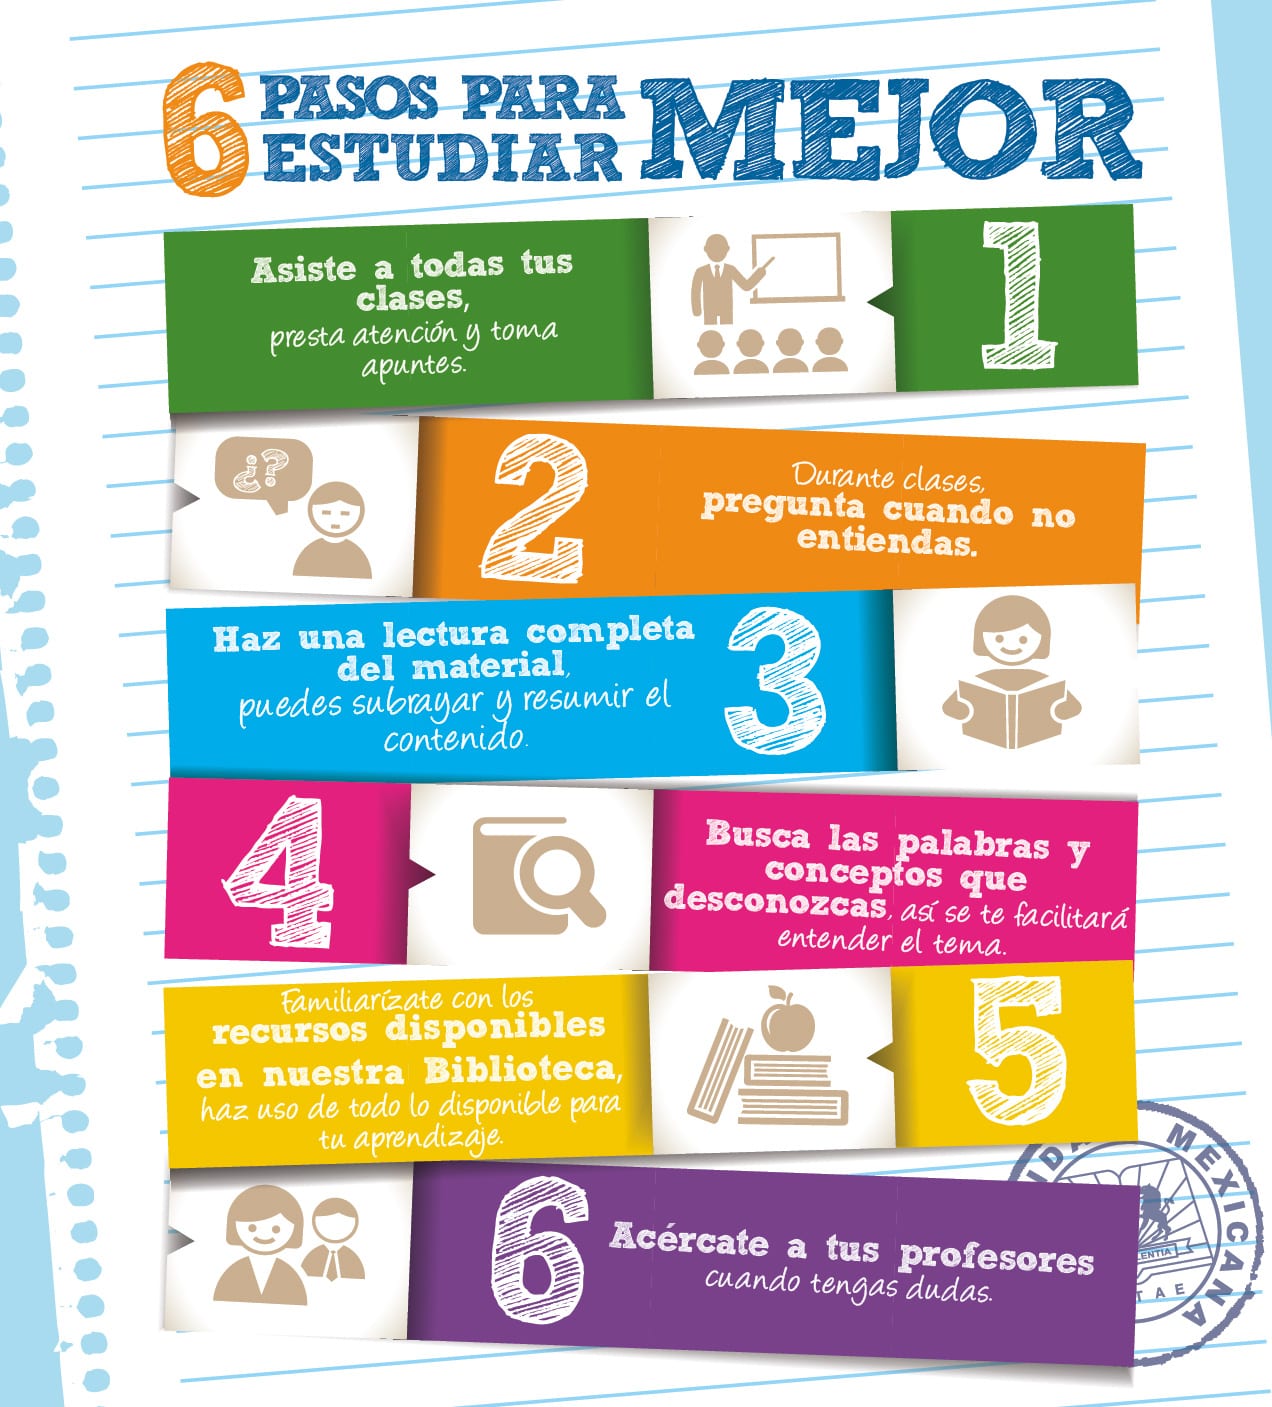 6 PASOS PARA
ESTUDIAR MEJOR
Asiste a todas tus
clases,
presta atención y toma
apuntes.
1
¿?
2
Durante clases,
pregunta cuando no
entiendas.
Haz una lectura completa
del material,
puedes subrayar y resumir el
contenido.
3
4
Busca las palabras y
conceptos que
desconozcas, así se te facilitará
entender el tema.
Familiarízate con los
recursos disponibles
en nuestra Biblioteca,
haz uso de todo lo disponible para
tu aprendizaje.
5
6
Acércate a tus profesores
cuando tengas dudas.
MEXICANA